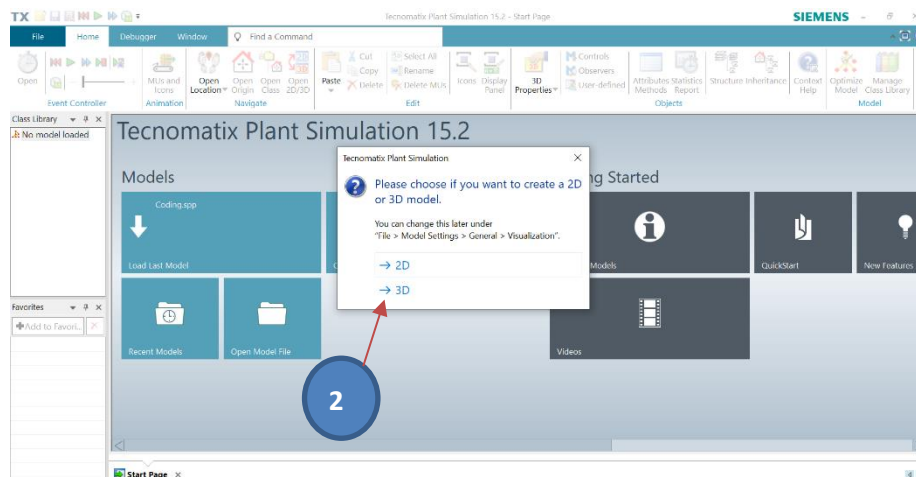 TX
Tecnomatix Plant Simulation 15.2 - Start Page
SIEMENS
File Home Debugger Window Find a Command
Open
Event Controller
MUs and Icons
Animation
Open Location
Open Origin
Open Class
Open 2D/3D
Navigate
Paste
Cut
Copy
Delete
Select All
Rename
Delete MUs
Icons
Display Panel
Edit
3D Properties
Controls
Observers
User-defined
Attributes Methods
Statistics Report
Structure
Inheritance
Objects
Context Help
Optimize Model
Manage Class Library
Model
Class Library
No model loaded
Favorites
Add to Favori...
Tecnomatix Plant Simulation 15.2
Models
ng Started
Coding.spp
Load Last Model
Recent Models
Open Model File
Models
QuickStart
New Features
Videos
Tecnomatix Plant Simulation
Please choose if you want to create a 2D
or 3D model.
You can change this later under
"File > Model Settings > General > Visualization".
→ 2D
→ 3D
2
Start Page